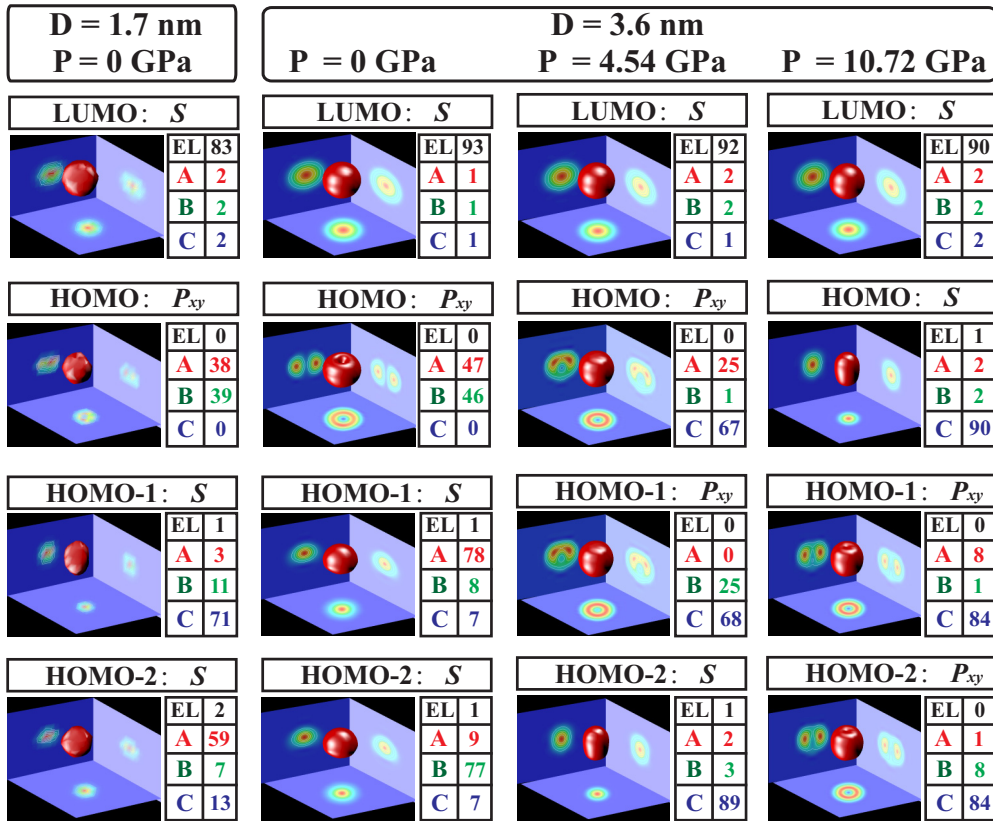 D = 1.7 nm
P = 0 GPa
D = 3.6 nm
P = 0 GPa P = 4.54 GPa P = 10.72 GPa
LUMO: S LUMO: S LUMO: S LUMO: S
EL 83 EL 93 EL 92 EL 90
A 2 A 1 A 2 A 2
B 2 B 1 B 2 B 2
C 2 C 1 C 1 C 2
HOMO: Pxy HOMO: Pxy HOMO: Pxy HOMO: S
EL 0 EL 0 EL 0 EL 1
A 38 A 47 A 25 A 2
B 39 B 46 B 1 B 2
C 0 C 0 C 67 C 90
HOMO-1: S HOMO-1: S HOMO-1: Pxy HOMO-1: Pxy
EL 1 EL 1 EL 0 EL 0
A 3 A 78 A 0 A 8
B 11 B 8 B 25 B 1
C 71 C 7 C 68 C 84
HOMO-2: S HOMO-2: S HOMO-2: S HOMO-2: Pxy
EL 2 EL 1 EL 1 EL 0
A 59 A 9 A 2 A 1
B 7 B 77 B 3 B 8
C 13 C 7 C 89 C 84